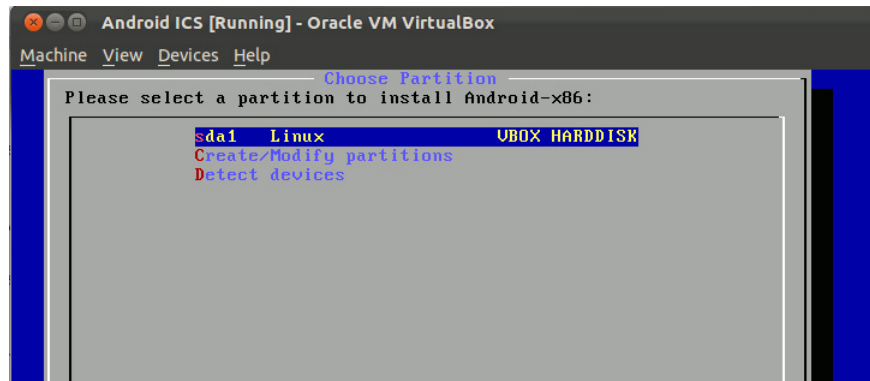 Android ICS [Running] - Oracle VM VirtualBox
Machine View Devices Help
Choose Partition
Please select a partition to install Android-x86:
sda1 Linux VBOX HARDDISK
Create/Modify partitions
Detect devices